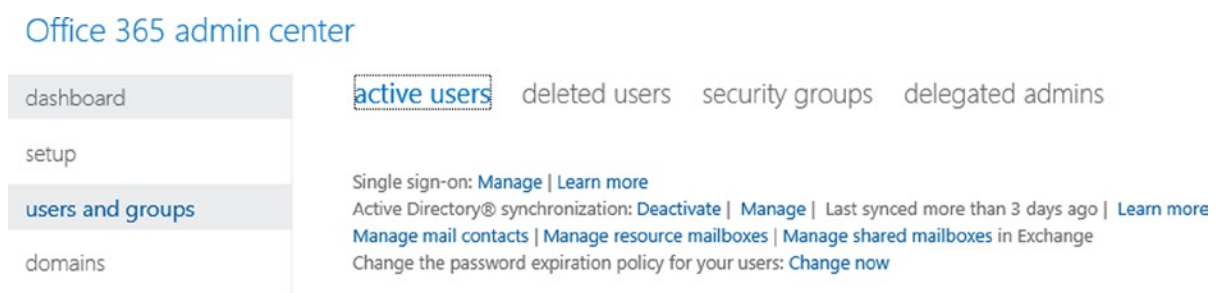 Office 365 admin center
dashboard
setup
users and groups
domains
active users deleted users security groups delegated admins
Single sign-on: Manage | Learn more
Active Directory® synchronization: Deactivate | Manage | Last synced more than 3 days ago | Learn more
Manage mail contacts | Manage resource mailboxes | Manage shared mailboxes in Exchange
Change the password expiration policy for your users: Change now